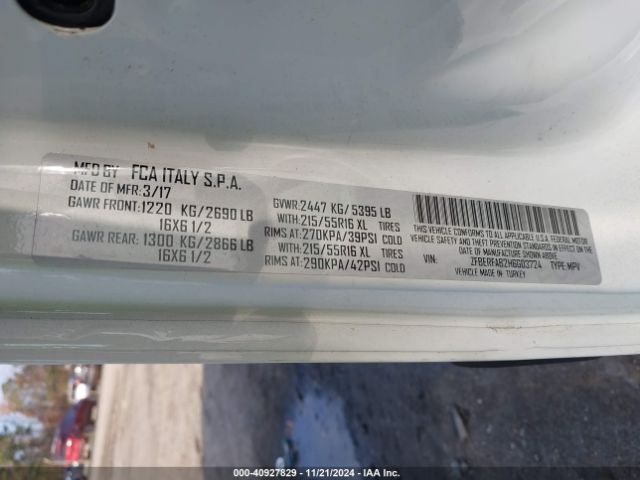 MFD BY FCA ITALY S.P.A.
DATE OF MFR:3/17
GAWR FRONT:1220 KG/2690 LB
16X6 1/2
GAWR REAR: 1300 KG/2866 LB
16X6 1/2
GVWR:2447 KG/ 5395 LB
WITH:215/55R16 XL TIRES
RIMS AT:270KPA/39PSI COLD
WITH:215/55R16 XL TIRES
RIMS AT:290KPA/42PSI COLD
THIS VEHICLE CONFORMS TO ALL APPLICABLE U.S.A. FEDERAL MOTOR
VEHICLE SAFETY AND THEFT PREVENTION STANDARDS IN EFFECT ON THE DATE OF
MANUFACTURE SHOWN ABOVE.
VIN: ZFBERFAB2H6G03724 TYPE: MPV
VEHICLE MADE IN: TURKEY
000-40927829 - 11/21/2024 - IAA Inc.